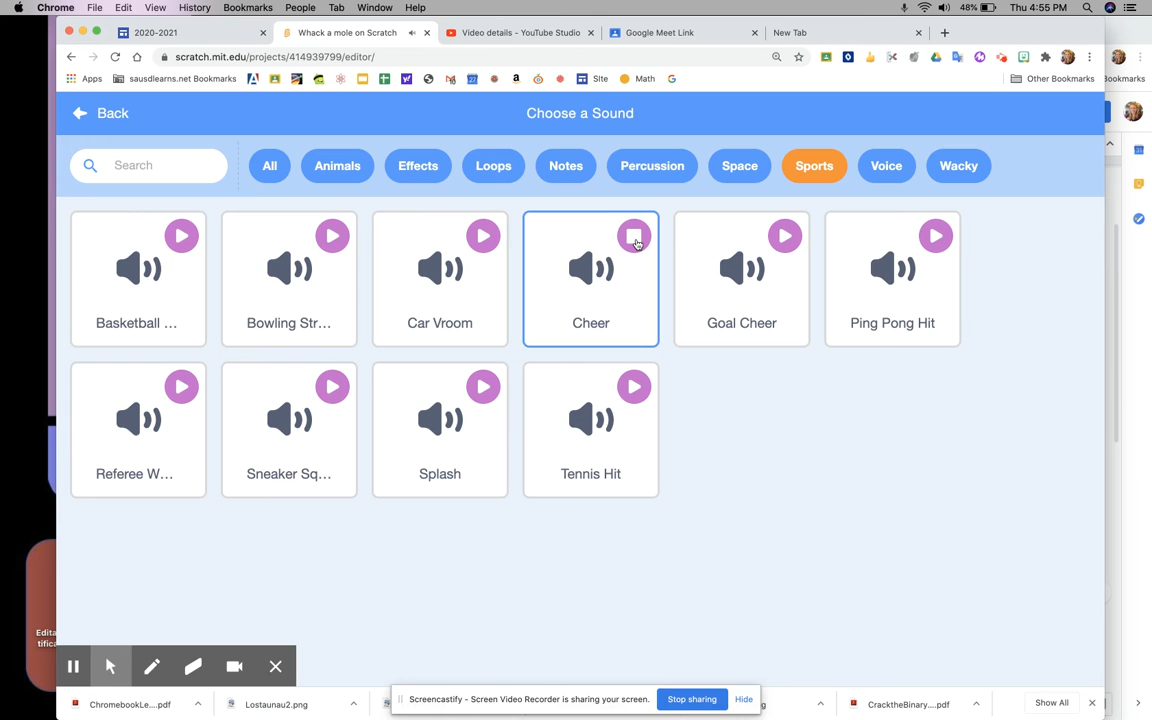 Chrome File Edit View History Bookmarks People Tab Window Help 48% Thu 4:55 PM
2020-2021 Whack a mole on Scratch Video details - YouTube Studio Google Meet Link New Tab
scratch.mit.edu/projects/414939799/editor/
Apps sausdlearns.net Bookmarks Site Math Other Bookmarks Bookmarks
Back Choose a Sound
Search All Animals Effects Loops Notes Percussion Space Sports Voice Wacky
Basketball ... Bowling Str... Car Vroom Cheer Goal Cheer Ping Pong Hit
Referee W... Sneaker Sq... Splash Tennis Hit
Edita
tifica
Screencastify - Screen Video Recorder is sharing your screen. Stop sharing Hide
ChromebookLe....pdf Lostaunau2.png CracktheBinary....pdf Show All